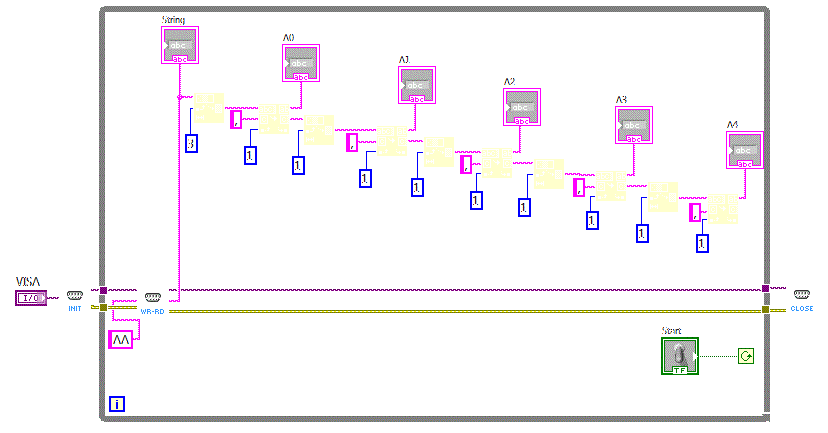 String
abc
abc
A0
abc
abc
A1
abc
abc
A2
abc
abc
A3
abc
abc
A4
abc
abc
3
,
1
1
,
1
1
,
1
1
,
1
1
,
1
VISA
I/O
INIT
WR-RD
CLOSE
AA
Start
TF
i